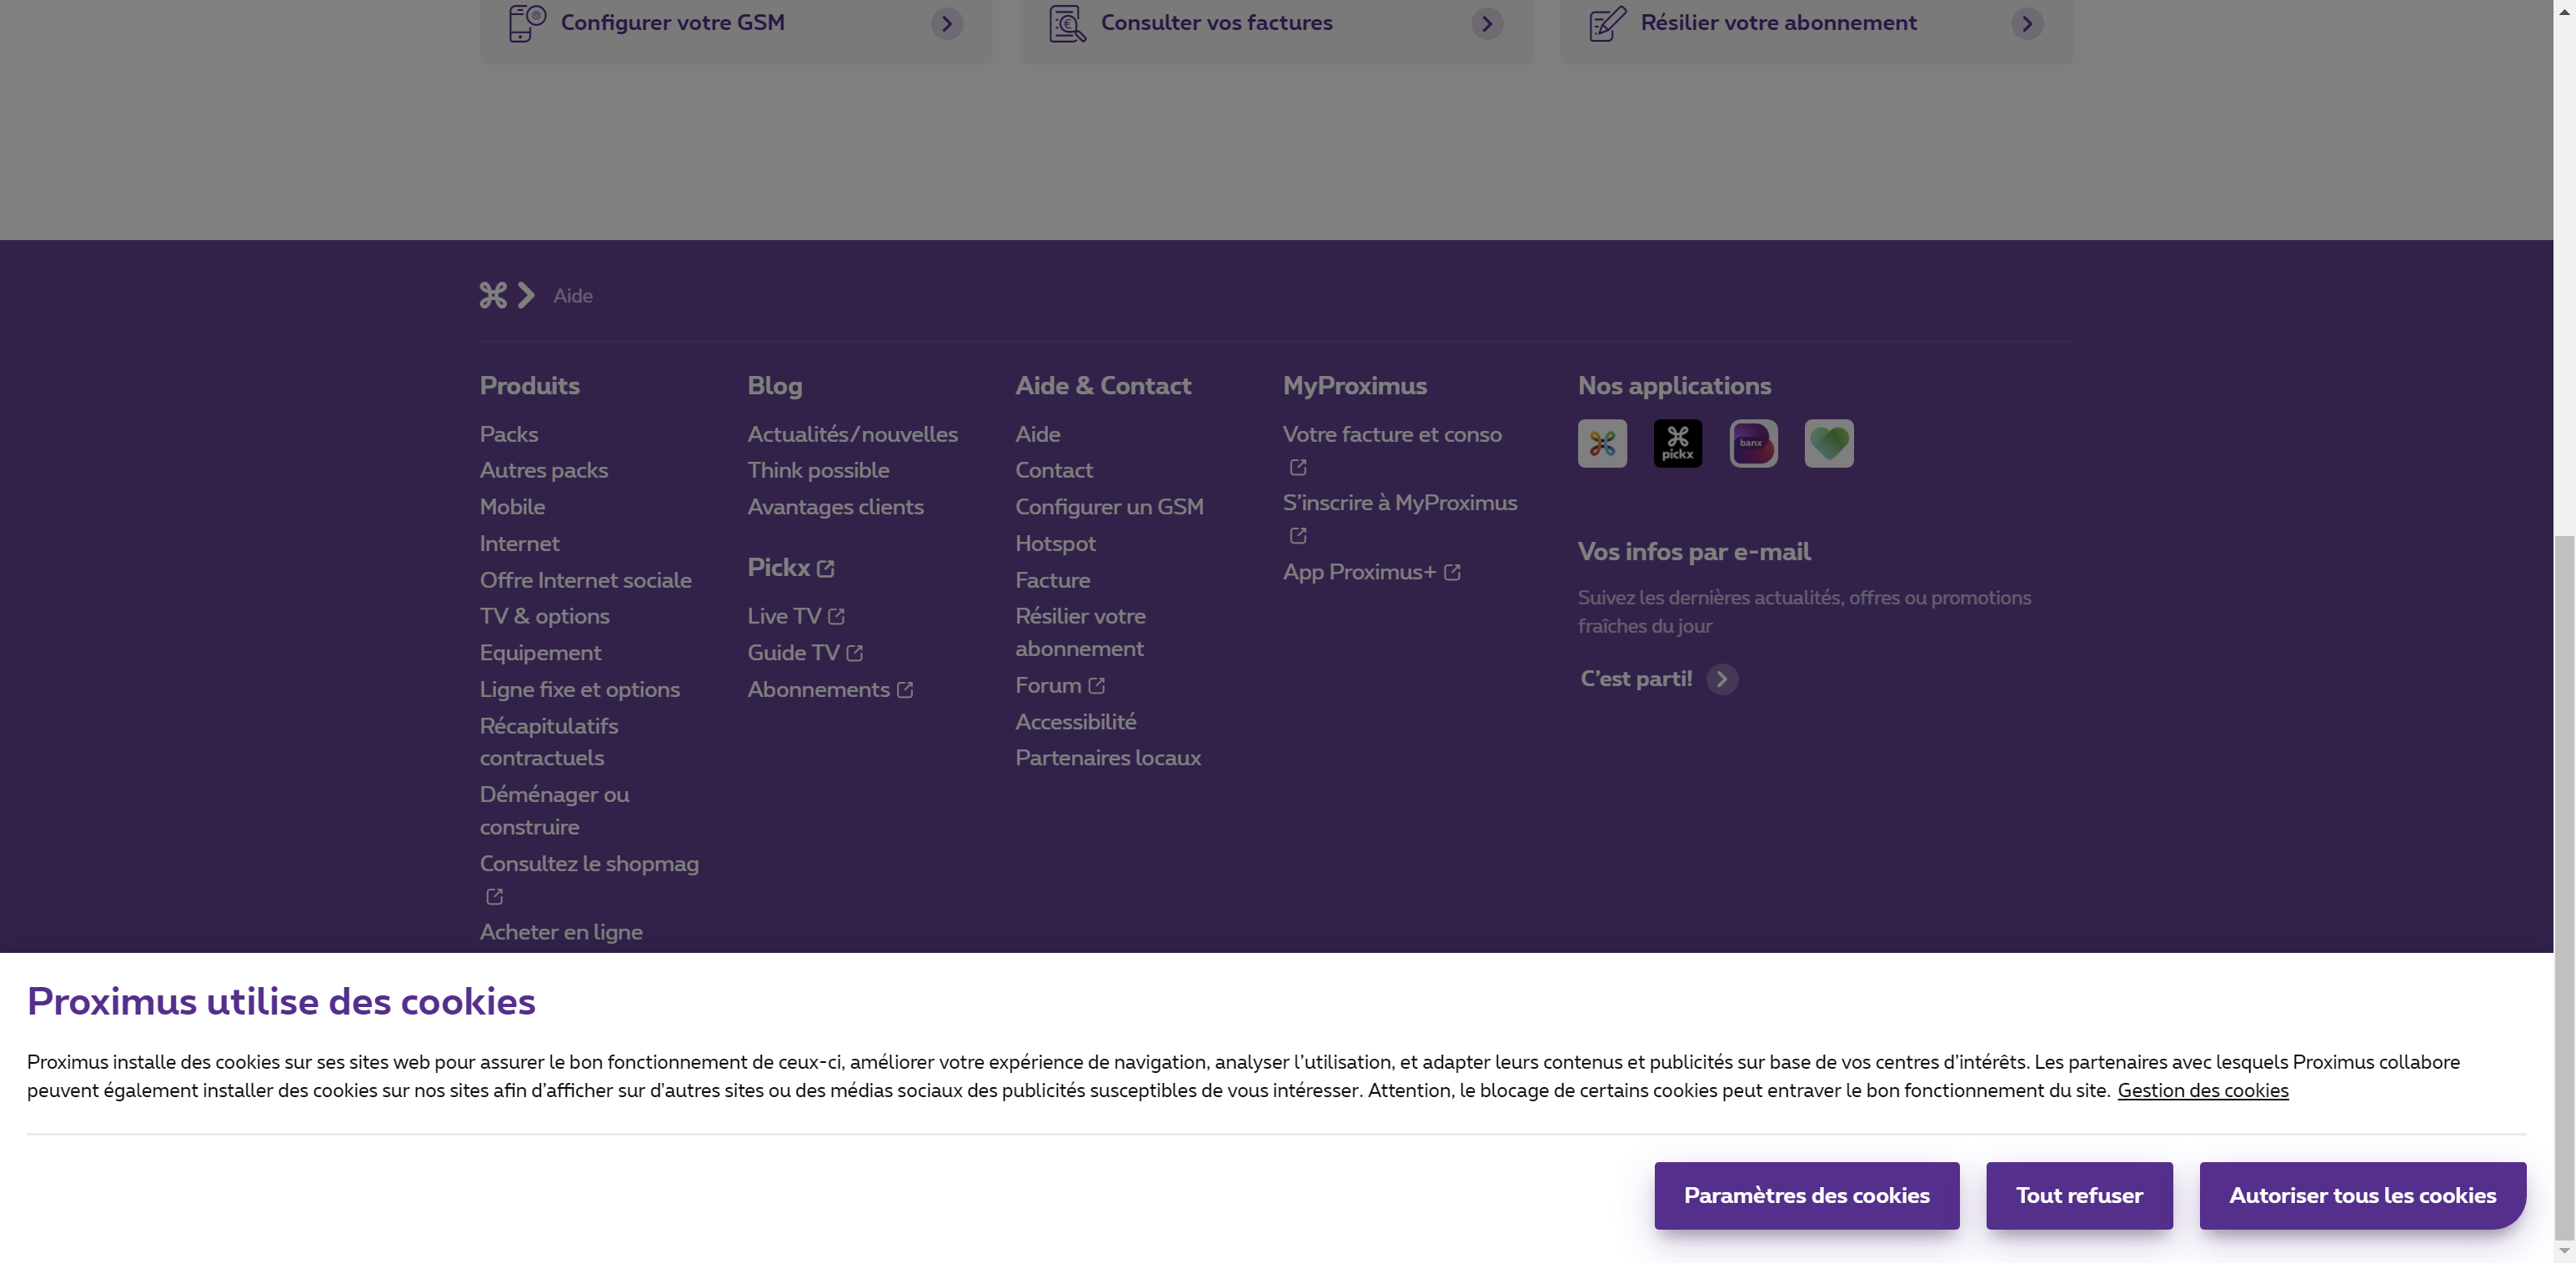 Configurer votre GSM
Consulter vos factures
Résilier votre abonnement
Aide
Produits
Packs
Autres packs
Mobile
Internet
Offre Internet sociale
TV & options
Equipement
Ligne fixe et options
Récapitulatifs
contractuels
Déménager ou
construire
Consultez le shopmag
Acheter en ligne
Blog
Actualités/nouvelles
Think possible
Avantages clients
Pickx
Live TV
Guide TV
Abonnements
Aide & Contact
Aide
Contact
Configurer un GSM
Hotspot
Facture
Résilier votre
abonnement
Forum
Accessibilité
Partenaires locaux
MyProximus
Votre facture et conso
S'inscrire à MyProximus
App Proximus+
Nos applications
pickx
banx
Vos infos par e-mail
Suivez les dernières actualités, offres ou promotions
fraîches du jour
C'est parti!
Proximus utilise des cookies
Proximus installe des cookies sur ses sites web pour assurer le bon fonctionnement de ceux-ci, améliorer votre expérience de navigation, analyser l'utilisation, et adapter leurs contenus et publicités sur base de vos centres d'intérêts. Les partenaires avec lesquels Proximus collabore
peuvent également installer des cookies sur nos sites afin d'afficher sur d'autres sites ou des médias sociaux des publicités susceptibles de vous intéresser. Attention, le blocage de certains cookies peut entraver le bon fonctionnement du site. Gestion des cookies
Paramètres des cookies
Tout refuser
Autoriser tous les cookies